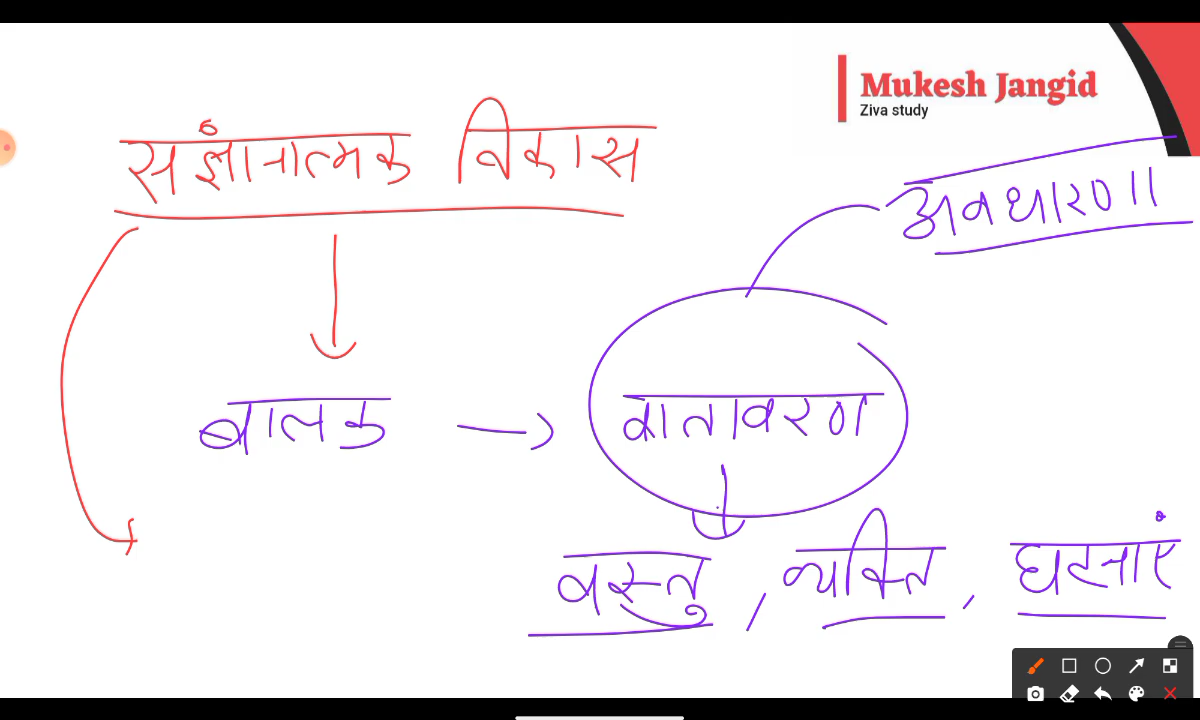 Mukesh Jangid
Ziva study
संज्ञानात्मक विकास
अवधारणा
बालक → वातावरण
वस्तु, व्यक्ति, घटनाएं